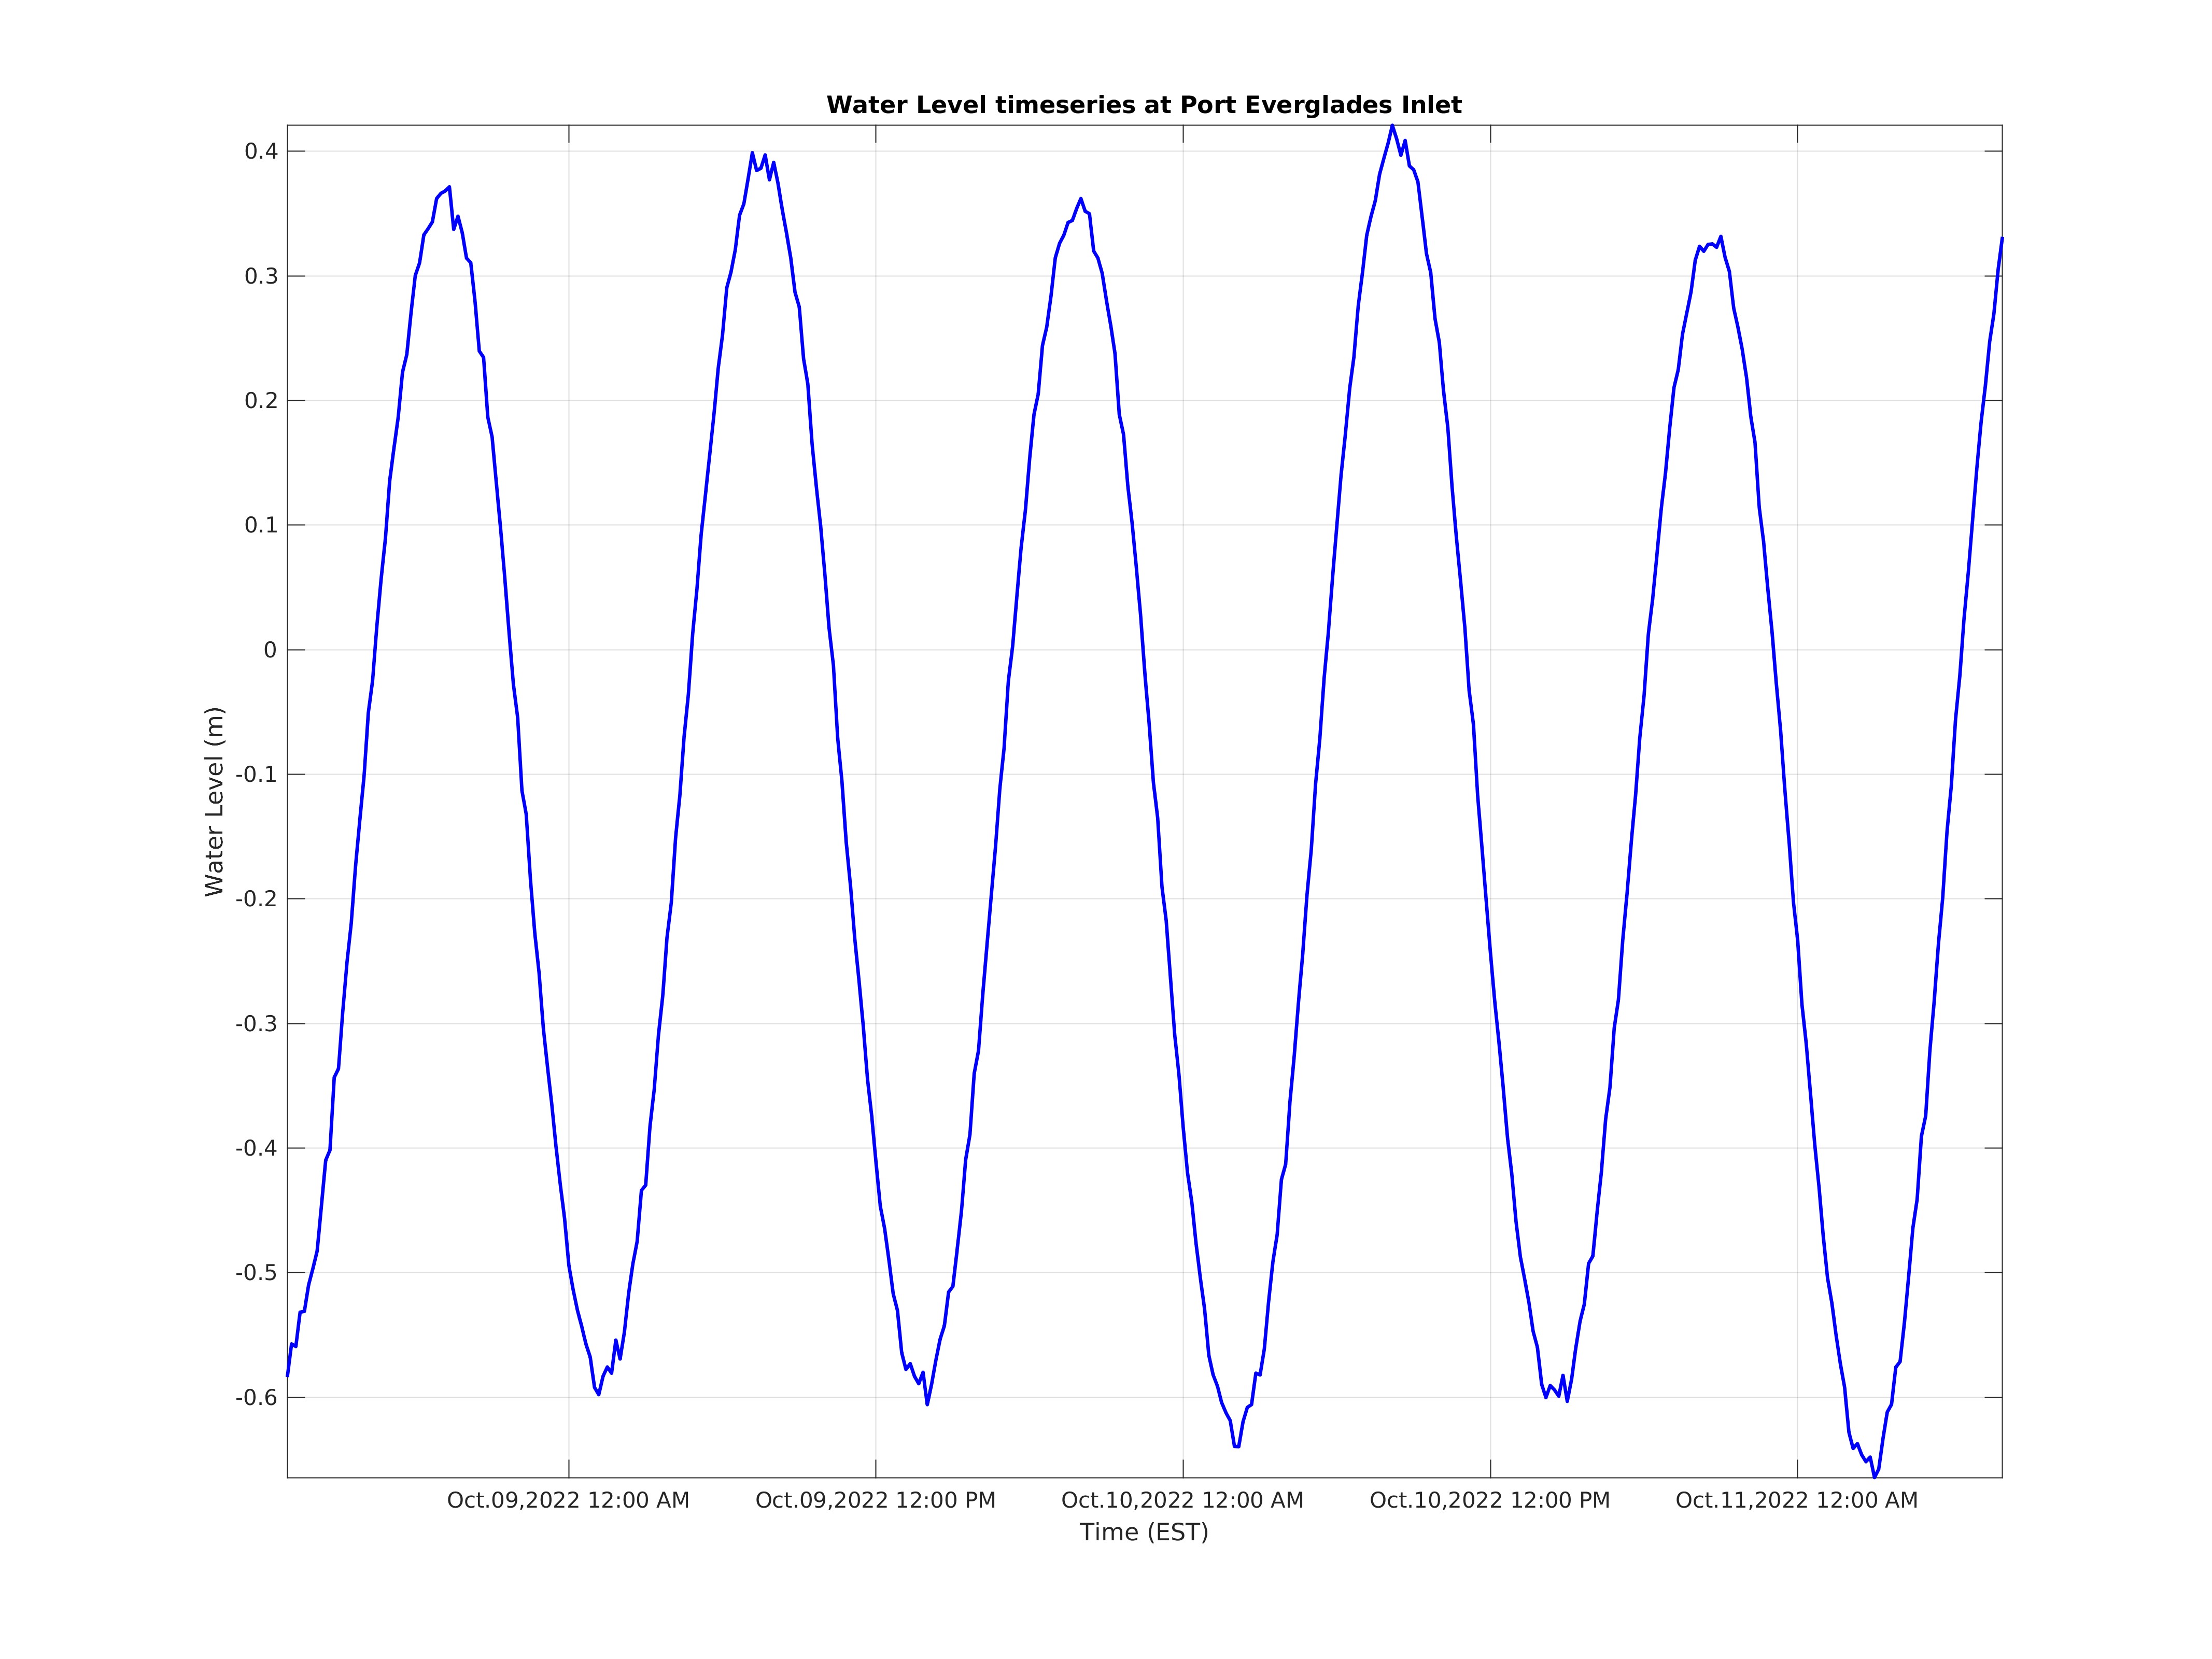 Water Level timeseries at Port Everglades Inlet
0.4
0.3
0.2
0.1
0
-0.1
-0.2
-0.3
-0.4
-0.5
-0.6
Water Level (m)
Oct.09,2022 12:00 AM Oct.09,2022 12:00 PM Oct.10,2022 12:00 AM Oct.10,2022 12:00 PM Oct.11,2022 12:00 AM
Time (EST)